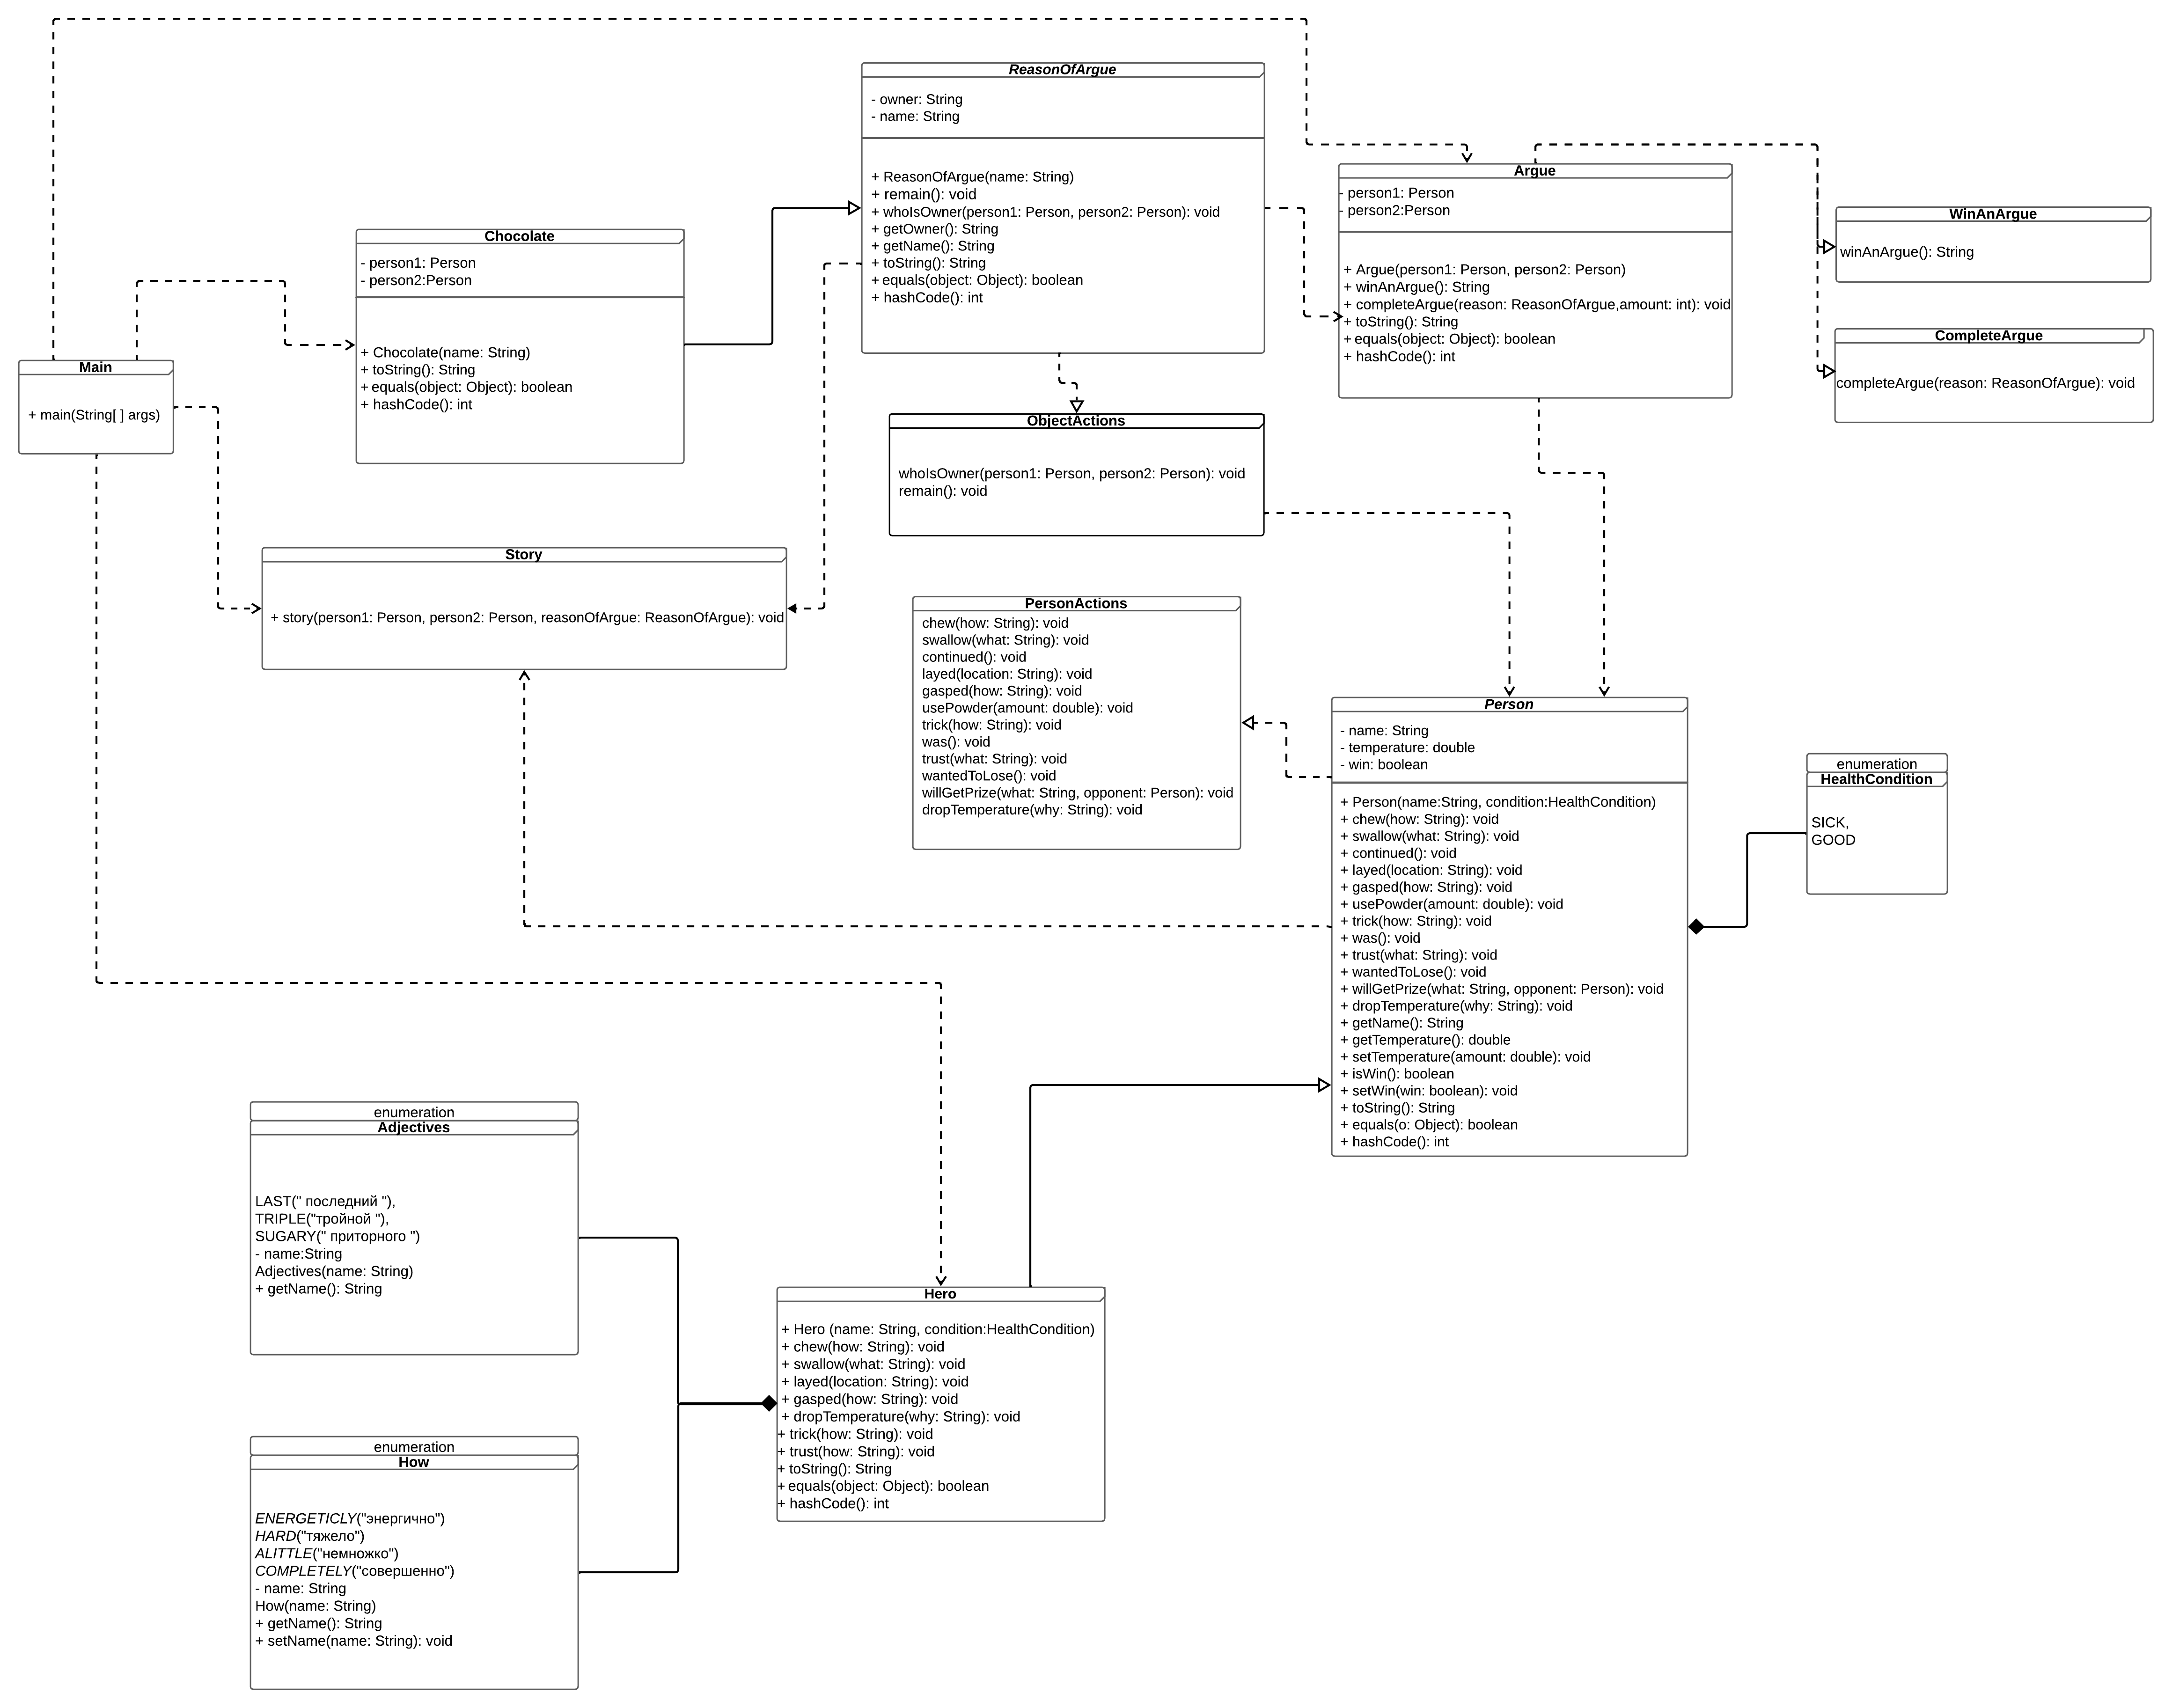 ReasonOfArgue
- owner: String
- name: String
+ ReasonOfArgue(name: String)
+ remain(): void
+ whoIsOwner(person1: Person, person2: Person): void
+ getOwner(): String
+ getName(): String
+ toString(): String
+ equals(object: Object): boolean
+ hashCode(): int
Argue
- person1: Person
- person2:Person
+ Argue(person1: Person, person2: Person)
+ winAnArgue(): String
+ completeArgue(reason: ReasonOfArgue,amount: int): void
+ toString(): String
+ equals(object: Object): boolean
+ hashCode(): int
WinAnArgue
winAnArgue(): String
CompleteArgue
completeArgue(reason: ReasonOfArgue): void
Chocolate
- person1: Person
- person2:Person
+ Chocolate(name: String)
+ toString(): String
+ equals(object: Object): boolean
+ hashCode(): int
Main
+ main(String[ ] args)
ObjectActions
whoIsOwner(person1: Person, person2: Person): void
remain(): void
Story
+ story(person1: Person, person2: Person, reasonOfArgue: ReasonOfArgue): void
PersonActions
chew(how: String): void
swallow(what: String): void
continued(): void
layed(location: String): void
gasped(how: String): void
usePowder(amount: double): void
trick(how: String): void
was(): void
trust(what: String): void
wantedToLose(): void
willGetPrize(what: String, opponent: Person): void
dropTemperature(why: String): void
Person
- name: String
- temperature: double
- win: boolean
+ Person(name:String, condition:HealthCondition)
+ chew(how: String): void
+ swallow(what: String): void
+ continued(): void
+ layed(location: String): void
+ gasped(how: String): void
+ usePowder(amount: double): void
+ trick(how: String): void
+ was(): void
+ trust(what: String): void
+ wantedToLose(): void
+ willGetPrize(what: String, opponent: Person): void
+ dropTemperature(why: String): void
+ getName(): String
+ getTemperature(): double
+ setTemperature(amount: double): void
+ isWin(): boolean
+ setWin(win: boolean): void
+ toString(): String
+ equals(o: Object): boolean
+ hashCode(): int
enumeration
HealthCondition
SICK,
GOOD
enumeration
Adjectives
LAST(" последний "),
TRIPLE("тройной "),
SUGARY(" приторного ")
- name:String
Adjectives(name: String)
+ getName(): String
Hero
+ Hero (name: String, condition:HealthCondition)
+ chew(how: String): void
+ swallow(what: String): void
+ layed(location: String): void
+ gasped(how: String): void
+ dropTemperature(why: String): void
+ trick(how: String): void
+ trust(how: String): void
+ toString(): String
+ equals(object: Object): boolean
+ hashCode(): int
enumeration
How
ENERGETICLY("энергично")
HARD("тяжело")
ALITTLE("немножко")
COMPLETELY("совершенно")
- name: String
How(name: String)
+ getName(): String
+ setName(name: String): void